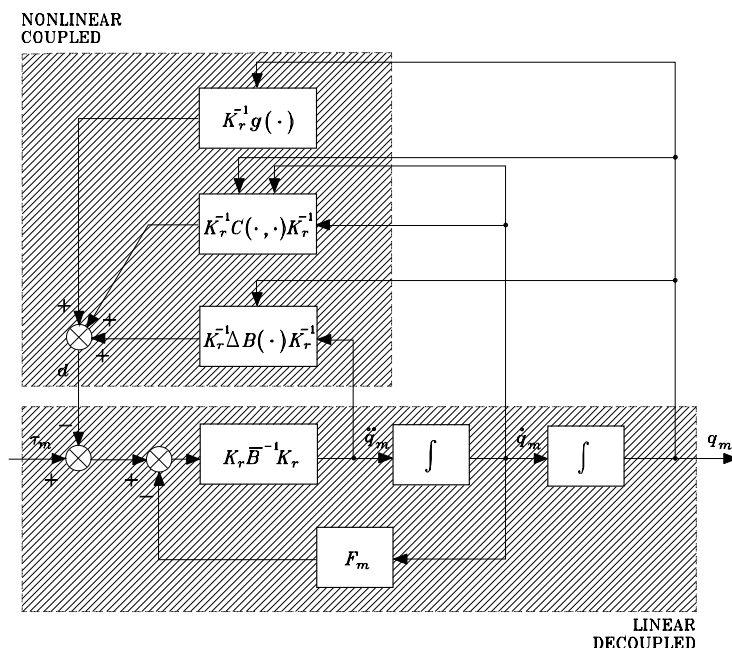 NONLINEAR
COUPLED
K_r^{-1} g(·)
K_r^{-1} C(·,·) K_r^{-1}
K_r^{-1} ΔB(·) K_r^{-1}
+
+
+
d
−
τ_m
+
+
−
K_r B̅^{-1} K_r
q̈_m
∫
q̇_m
∫
q_m
F_m
LINEAR
DECOUPLED